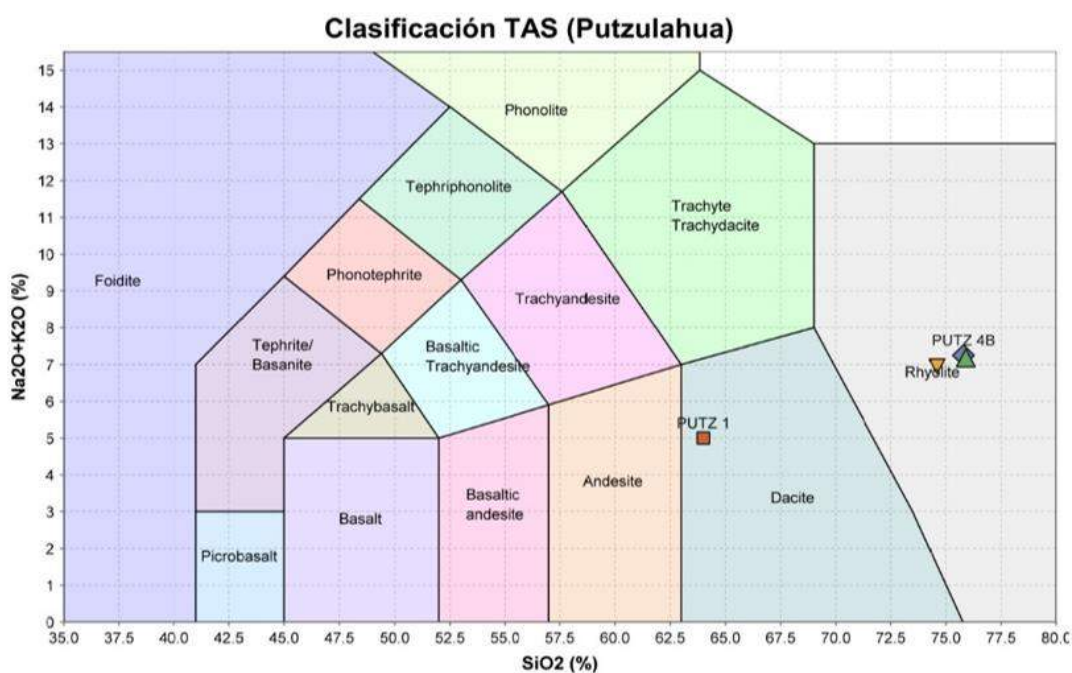 Clasificación TAS (Putzulahua)
Na2O+K2O (%)
15
14
13
12
11
10
9
8
7
6
5
4
3
2
1
0
Phonolite
Tephriphonolite
Trachyte
Trachydacite
Foidite
Phonotephrite
Trachyandesite
Tephrite/
Basanite
Basaltic
Trachyandesite
PUTZ 4B
Rhyolite
Trachybasalt
PUTZ 1
Andesite
Basaltic
andesite
Dacite
Basalt
Picrobasalt
35.0 37.5 40.0 42.5 45.0 47.5 50.0 52.5 55.0 57.5 60.0 62.5 65.0 67.5 70.0 72.5 75.0 77.5 80.0
SiO2 (%)